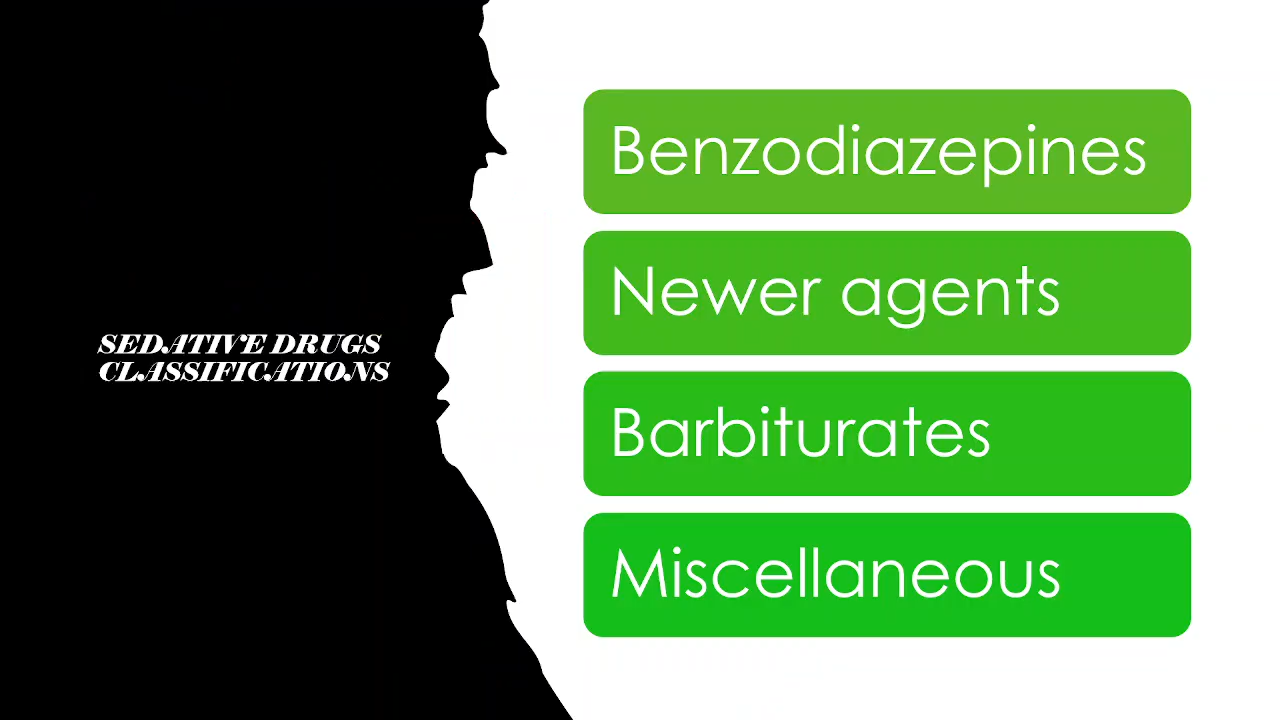 SEDATIVE DRUGS
CLASSIFICATIONS
Benzodiazepines
Newer agents
Barbiturates
Miscellaneous